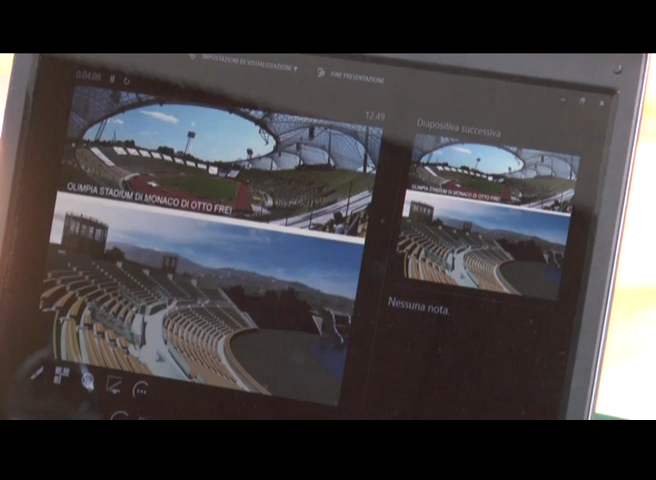 IMPOSTAZIONI DI VISUALIZZAZIONE
FINE PRESENTAZIONE
0.04.09
12.49
Diapositiva successiva
OLIMPIA STADIUM DI MONACO DI OTTO FREI
OLIMPIA STADIUM DI MONACO DI OTTO FREI
Nessuna nota.